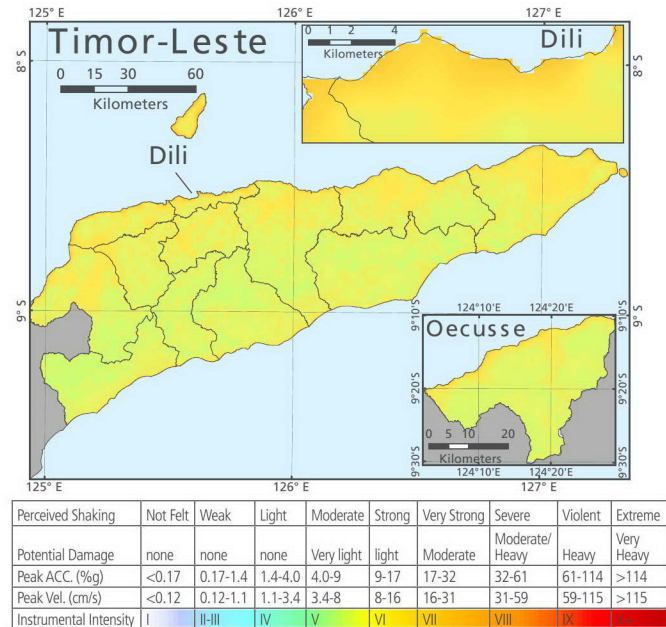 125° E
126° E
127° E
8° S
Timor-Leste
0 15 30 60
Kilometers
Dili
0 1 2 4
Kilometers
Dili
8° S
9° S
9° S
124°10'E 124°20'E
Oecusse
9°10'S
9°10'S
9°20'S
9°20'S
0 5 10 20
Kilometers
9°30'S
9°30'S
124°10'E 124°20'E
125° E
126° E
127° E
Perceived Shaking Not Felt Weak Light Moderate Strong Very Strong Severe Violent Extreme
Potential Damage none none none Very light light Moderate Moderate/ Heavy Heavy Very Heavy
Peak ACC. (%g) <0.17 0.17-1.4 1.4-4.0 4.0-9 9-17 17-32 32-61 61-114 >114
Peak Vel. (cm/s) <0.12 0.12-1.1 1.1-3.4 3.4-8 8-16 16-31 31-59 59-115 >115
Instrumental Intensity I II-III IV V VI VII VIII IX X+